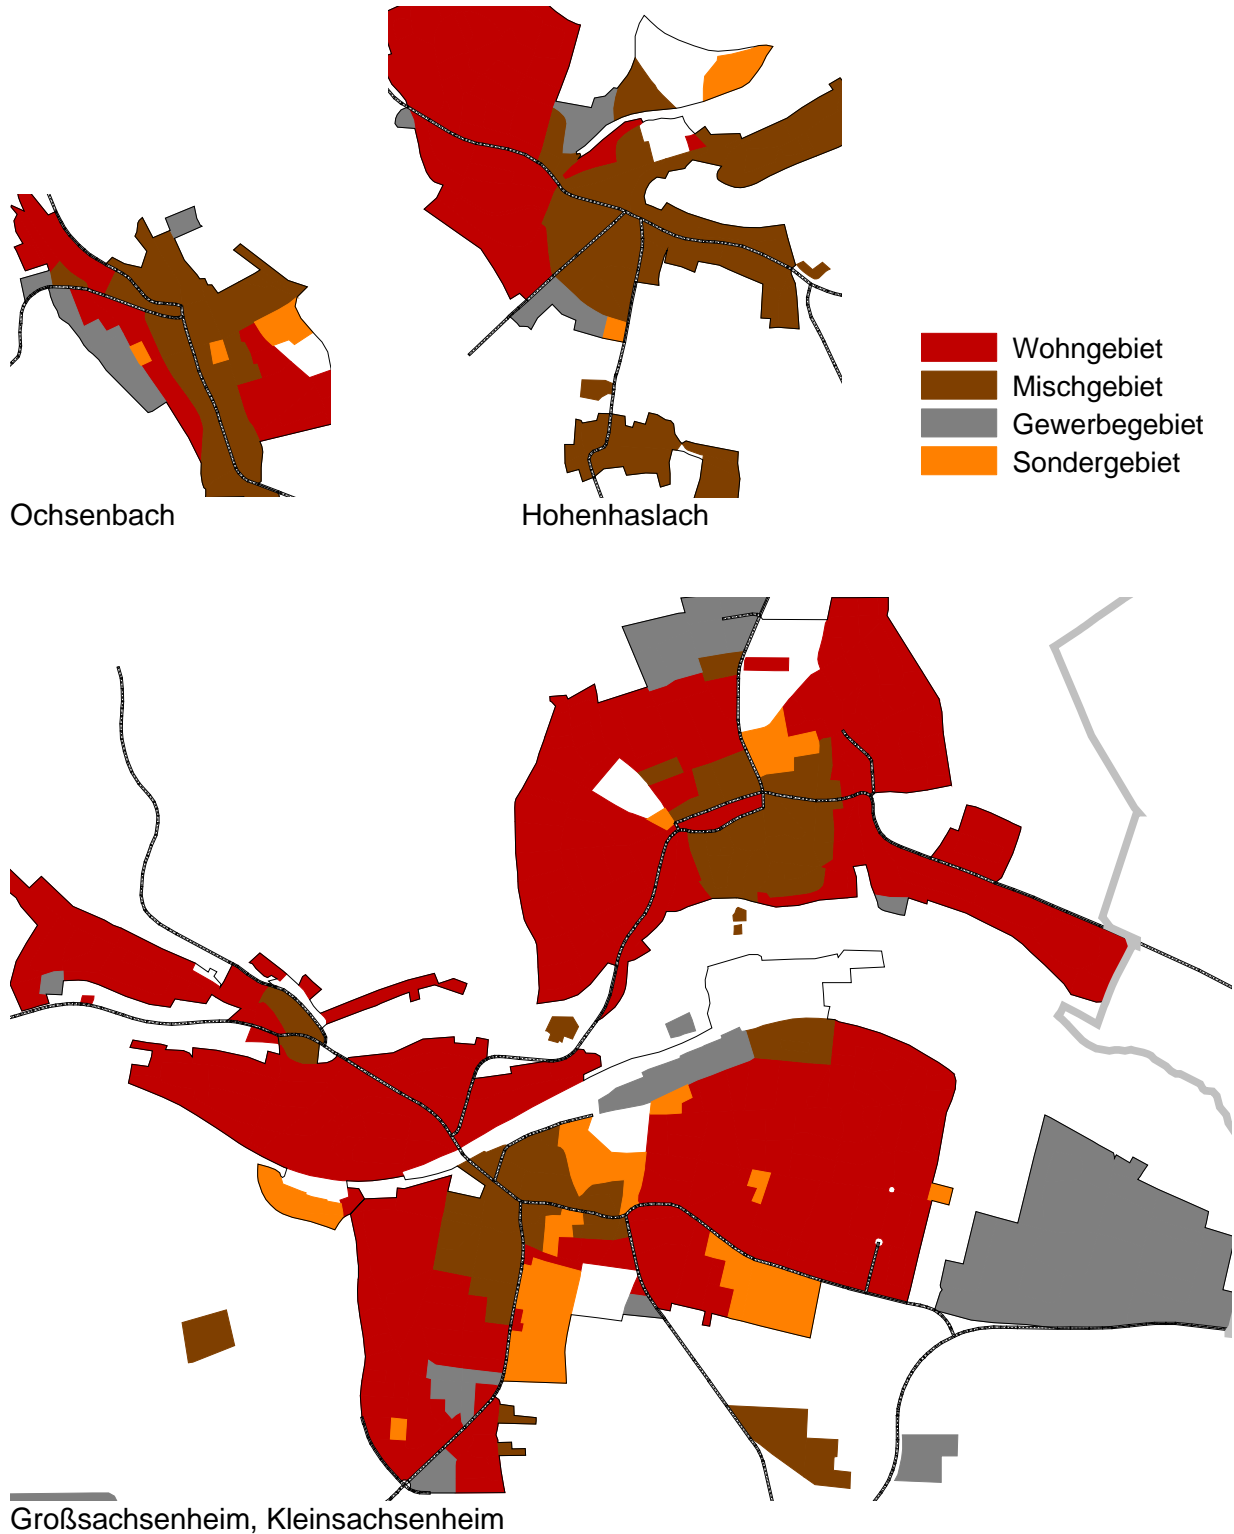 Wohngebiet
Mischgebiet
Gewerbegebiet
Sondergebiet
Ochsenbach
Hohenhaslach
Großsachsenheim, Kleinsachsenheim